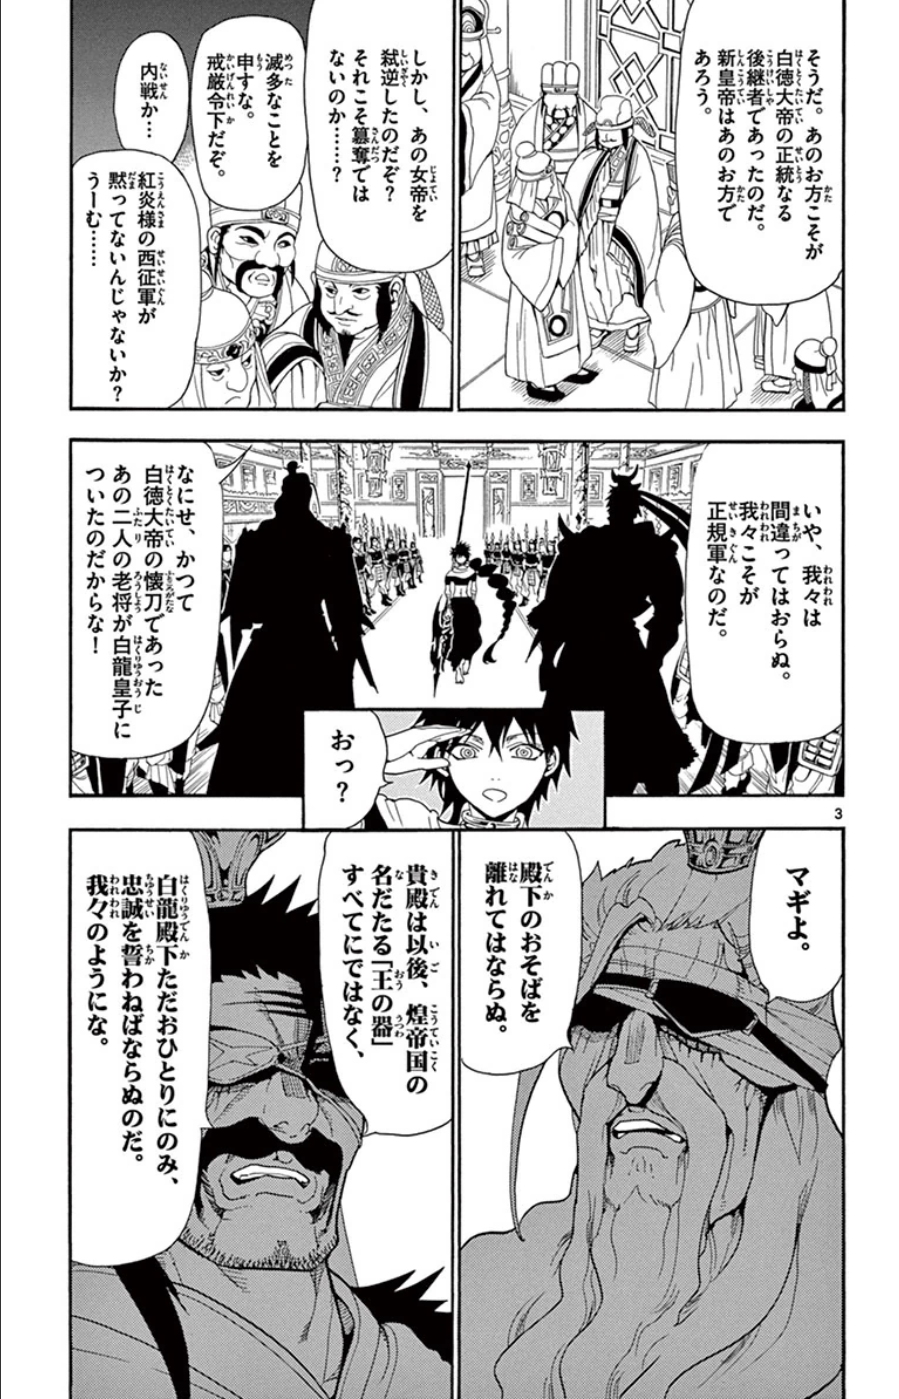 そうだ。あのお方こそが
白徳大帝の正統なる
後継者であったのだ。
新皇帝はあのお方で
あろう。
しかし、あの女帝を
弑逆したのだぞ？
それこそ簒奪では
ないのか……？
滅多なことを
申すな。
戒厳令下だぞ。
内戦か…
紅炎様の西征軍が
黙ってないんじゃないか？
うーむ……
いや、我々は
間違ってはおらぬ。
我々こそが
正規軍なのだ。
なにせ、かつて
白徳大帝の懐刀であった
あの二人の老将が白龍皇子に
ついたのだからな！
おっ？
3
マギよ。
殿下のおそばを
離れてはならぬ。
貴殿は以後、煌帝国の
名だたる「王の器」
すべてにではなく、
白龍殿下ただおひとりにのみ、
忠誠を誓わねばならぬのだ。
我々のようにな。